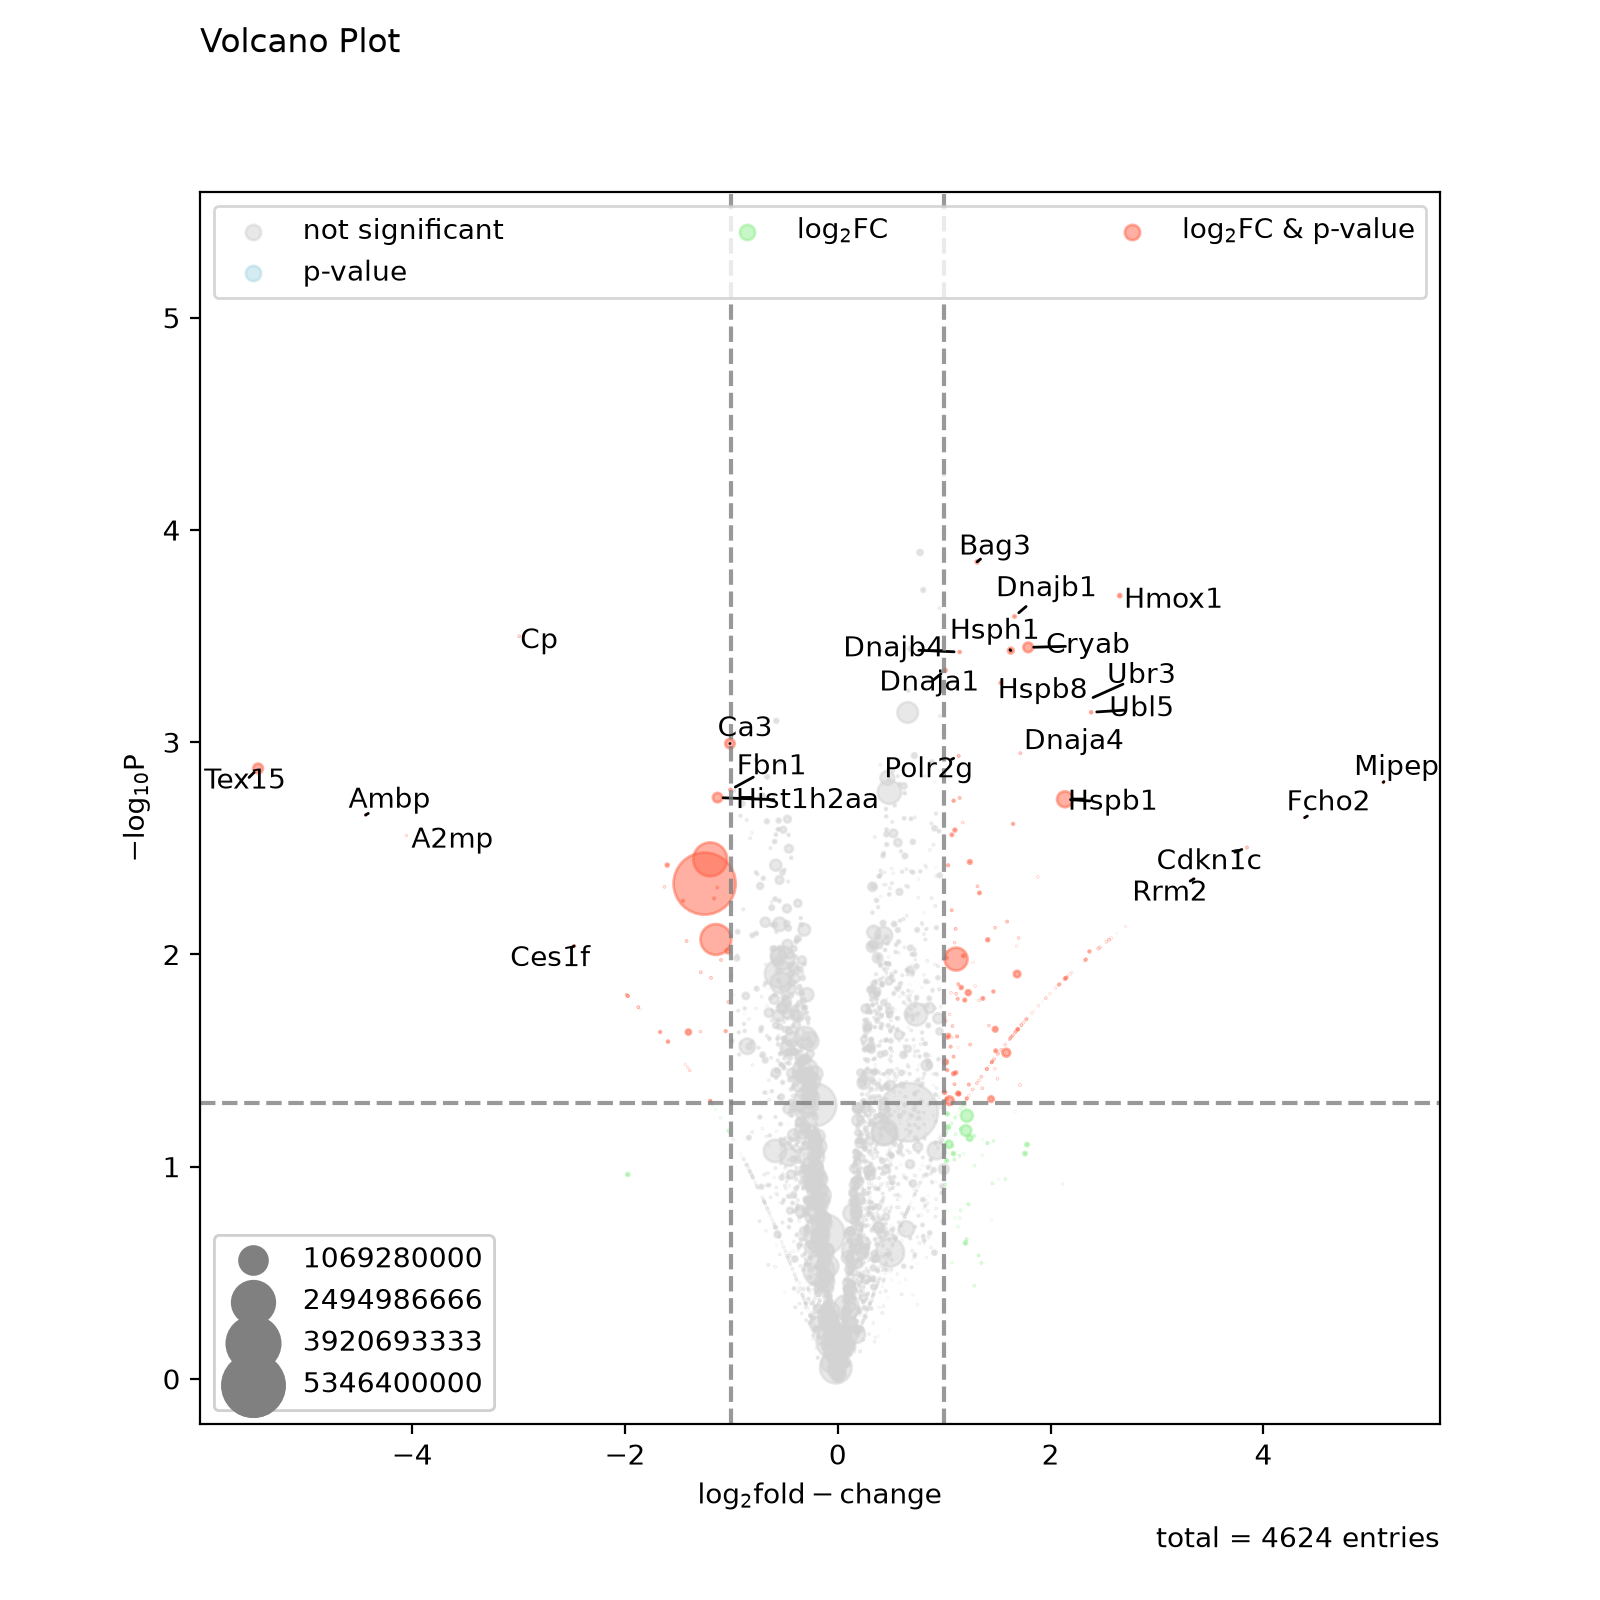 Volcano Plot
not significant
p-value
log₂FC
log₂FC & p-value
5
4
3
2
1
0
−log₁₀P
Bag3
Dnajb1
Hmox1
Hsph1
Cp
Dnajb4
Cryab
Ubr3
Dnaja1
Hspb8
Ubl5
Ca3
Dnaja4
Fbn1
Polr2g
Mipep
Tex15
Ambp
Hist1h2aa
Hspb1
Fcho2
A2mp
Cdkn1c
Rrm2
Ces1f
1069280000
2494986666
3920693333
5346400000
−4
−2
0
2
4
log₂fold − change
total = 4624 entries